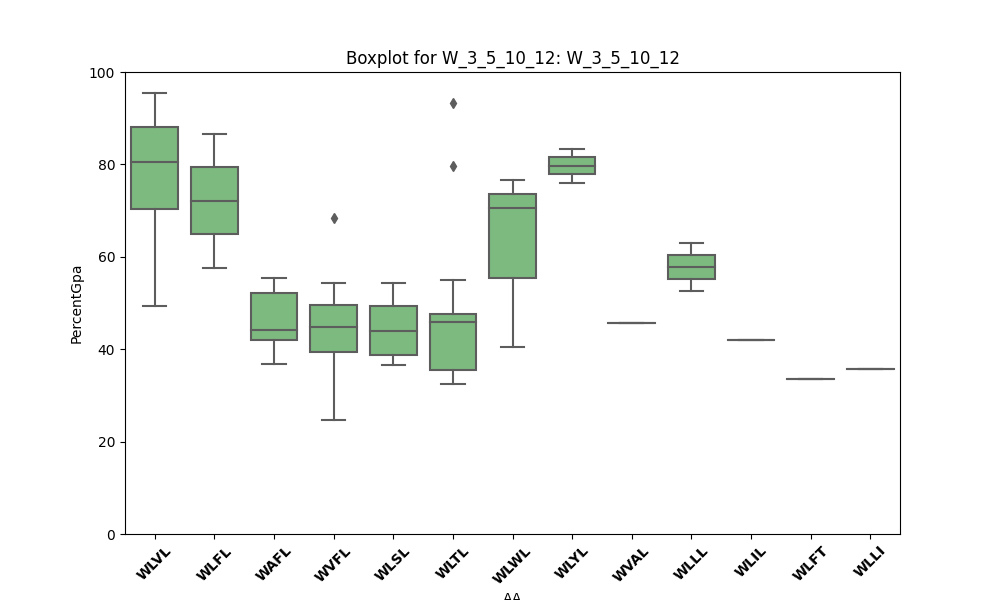 Boxplot for W_3_5_10_12: W_3_5_10_12
100
80
60
40
20
0
PercentGpa
WLVL
WLFL
WAFL
WVFL
WLSL
WLTL
WLWL
WLYL
WVAL
WLLL
WLIL
WLFT
WLLI
AA